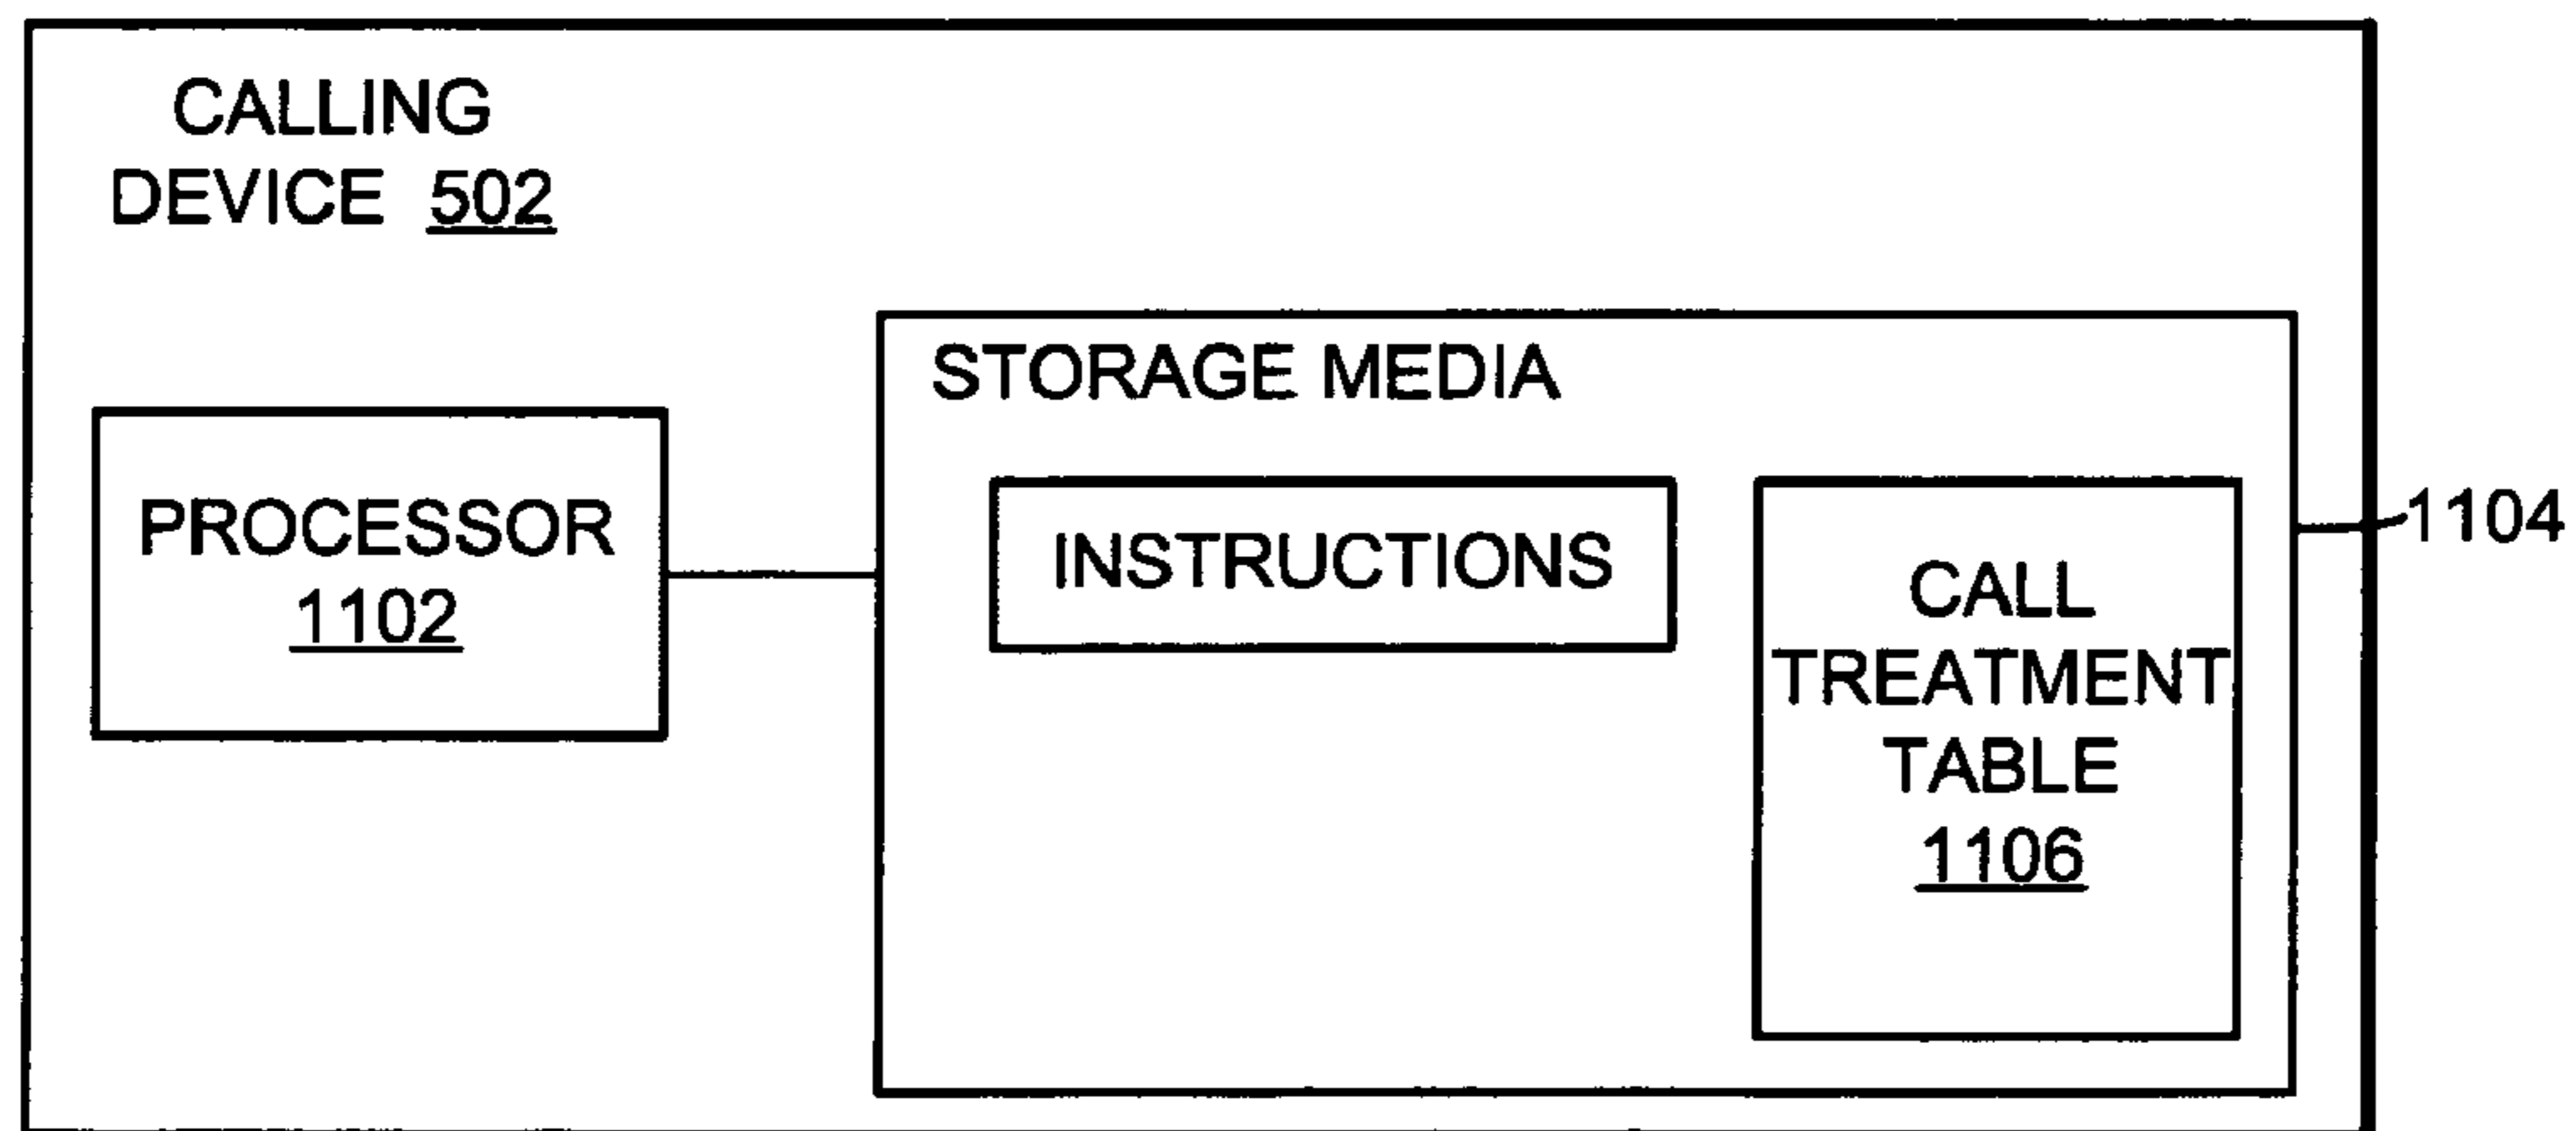 CALLING
DEVICE 502
STORAGE MEDIA
PROCESSOR
1102
INSTRUCTIONS
CALL
TREATMENT
TABLE
1106
1104